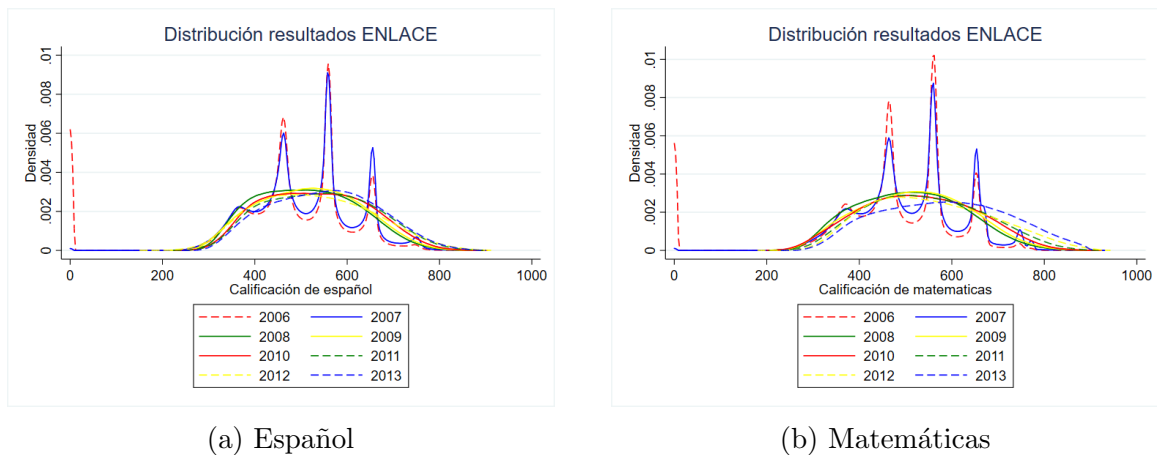 Distribución resultados ENLACE
Densidad
0 .002 .004 .006 .008 .01
0 200 400 600 800 1000
Calificación de español
2006 2007
2008 2009
2010 2011
2012 2013
(a) Español
Distribución resultados ENLACE
Densidad
0 .002 .004 .006 .008 .01
0 200 400 600 800 1000
Calificación de matematicas
2006 2007
2008 2009
2010 2011
2012 2013
(b) Matemáticas